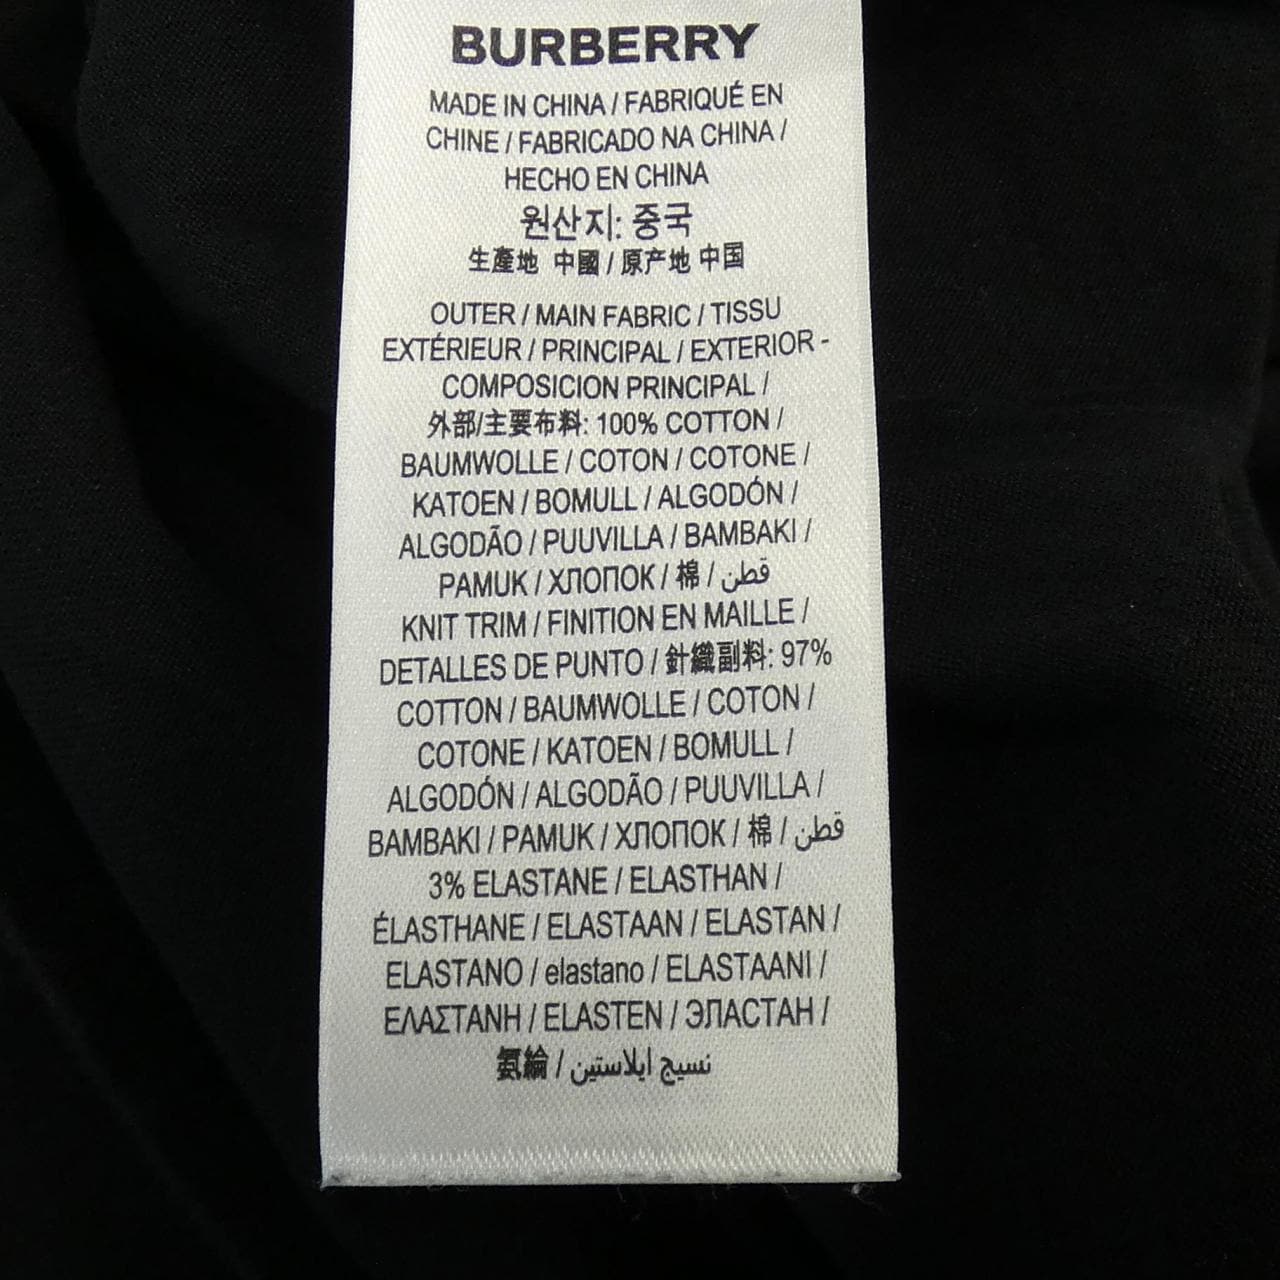 BURBERRY
MADE IN CHINA / FABRIQUÉ EN
CHINE / FABRICADO NA CHINA /
HECHO EN CHINA
원산지: 중국
生產地 中國 / 原产地 中国
OUTER / MAIN FABRIC / TISSU
EXTÉRIEUR / PRINCIPAL / EXTERIOR -
COMPOSICION PRINCIPAL /
外部/主要布料: 100% COTTON /
BAUMWOLLE / COTON / COTONE /
KATOEN / BOMULL / ALGODÓN /
ALGODÃO / PUUVILLA / BAMBAKI /
PAMUK / ХЛОПОК / 棉 / قطن
KNIT TRIM / FINITION EN MAILLE /
DETALLES DE PUNTO / 針織副料: 97%
COTTON / BAUMWOLLE / COTON /
COTONE / KATOEN / BOMULL /
ALGODÓN / ALGODÃO / PUUVILLA /
BAMBAKI / PAMUK / ХЛОПОК / 棉 / قطن
3% ELASTANE / ELASTHAN /
ÉLASTHANE / ELASTAAN / ELASTAN /
ELASTANO / elastano / ELASTAANI /
ΕΛΑΣΤΑΝΗ / ELASTEN / ЭЛАСТАН /
氨綸 / نسيج ايلاستين